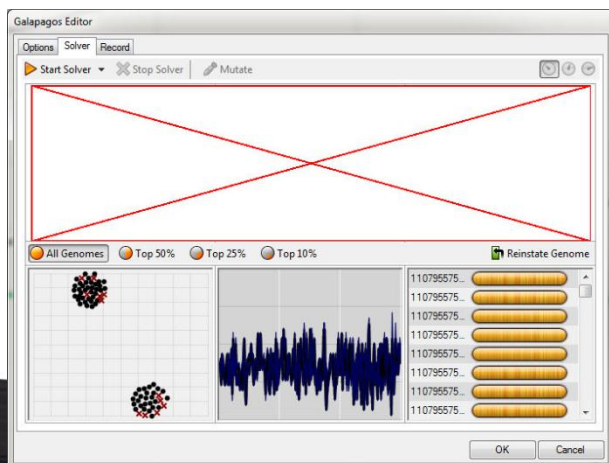 Galapagos Editor
Options Solver Record
Start Solver Stop Solver Mutate
All Genomes Top 50% Top 25% Top 10% Reinstate Genome
110795575...
110795575...
110795575...
110795575...
110795575...
110795575...
110795575...
110795575...
OK Cancel